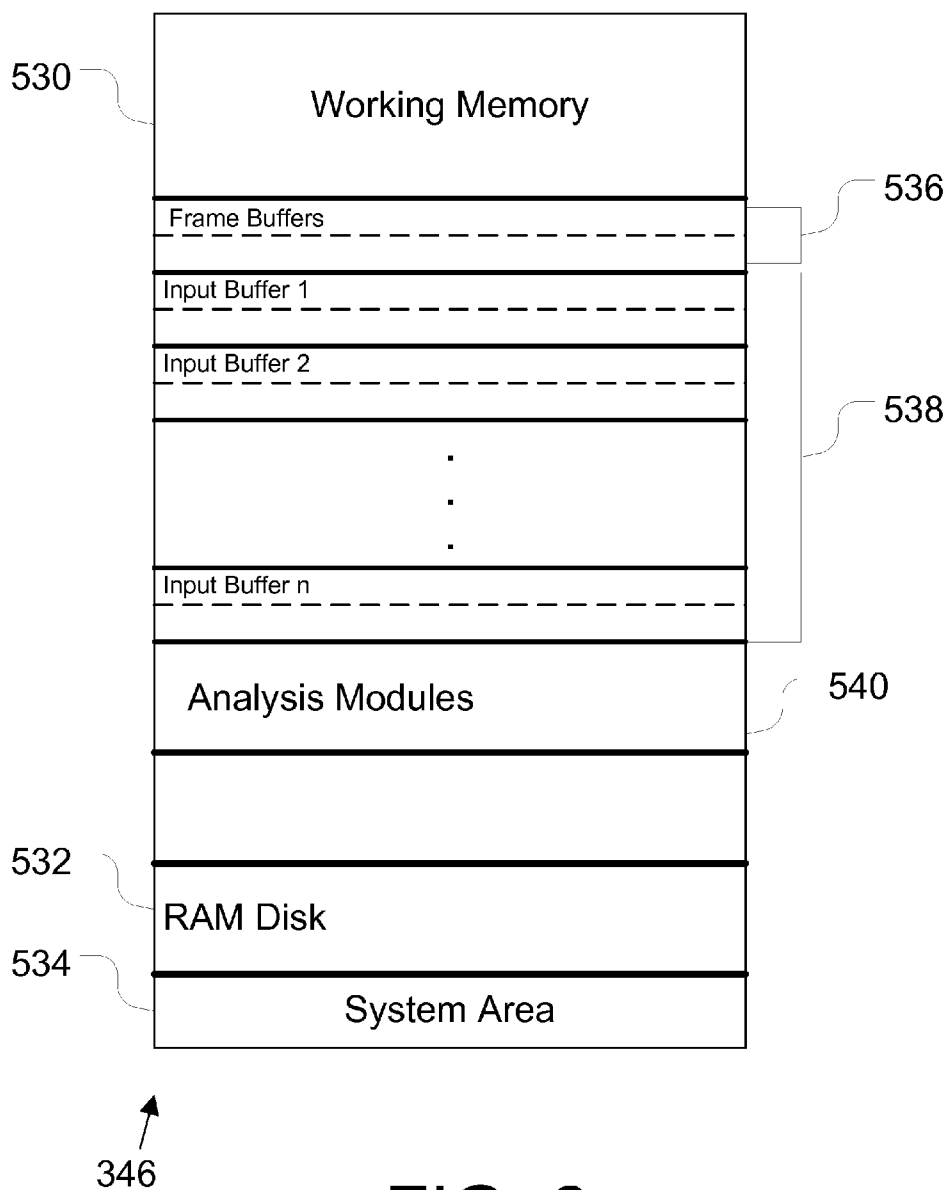 530
Working Memory
536
Frame Buffers
Input Buffer 1
Input Buffer 2
538
.
.
.
Input Buffer n
Analysis Modules
540
532
RAM Disk
534
System Area
346